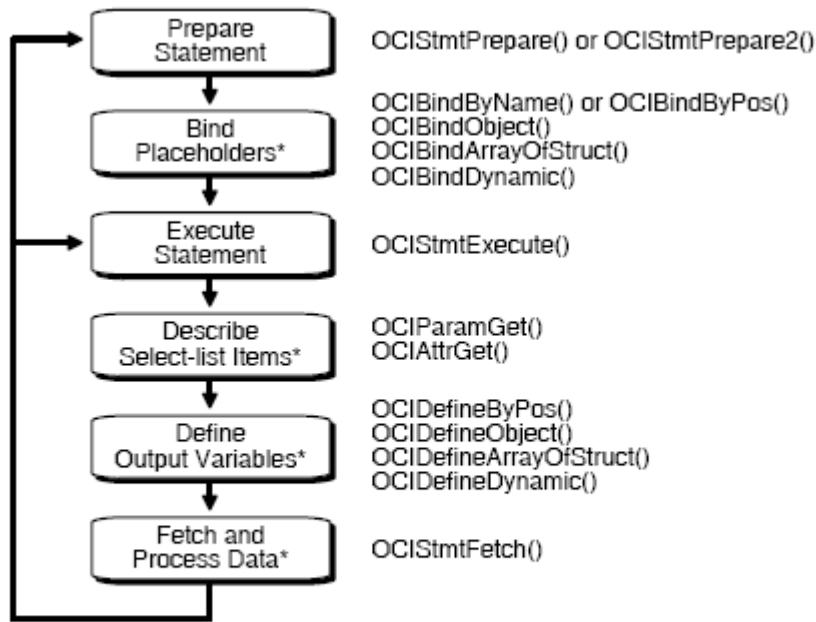 Prepare
Statement
OCIStmtPrepare() or OCIStmtPrepare2()
Bind
Placeholders*
OCIBindByName() or OCIBindByPos()
OCIBindObject()
OCIBindArrayOfStruct()
OCIBindDynamic()
Execute
Statement
OCIStmtExecute()
Describe
Select-list Items*
OCIParamGet()
OCIAttrGet()
Define
Output Variables*
OCIDefineByPos()
OCIDefineObject()
OCIDefineArrayOfStruct()
OCIDefineDynamic()
Fetch and
Process Data*
OCIStmtFetch()